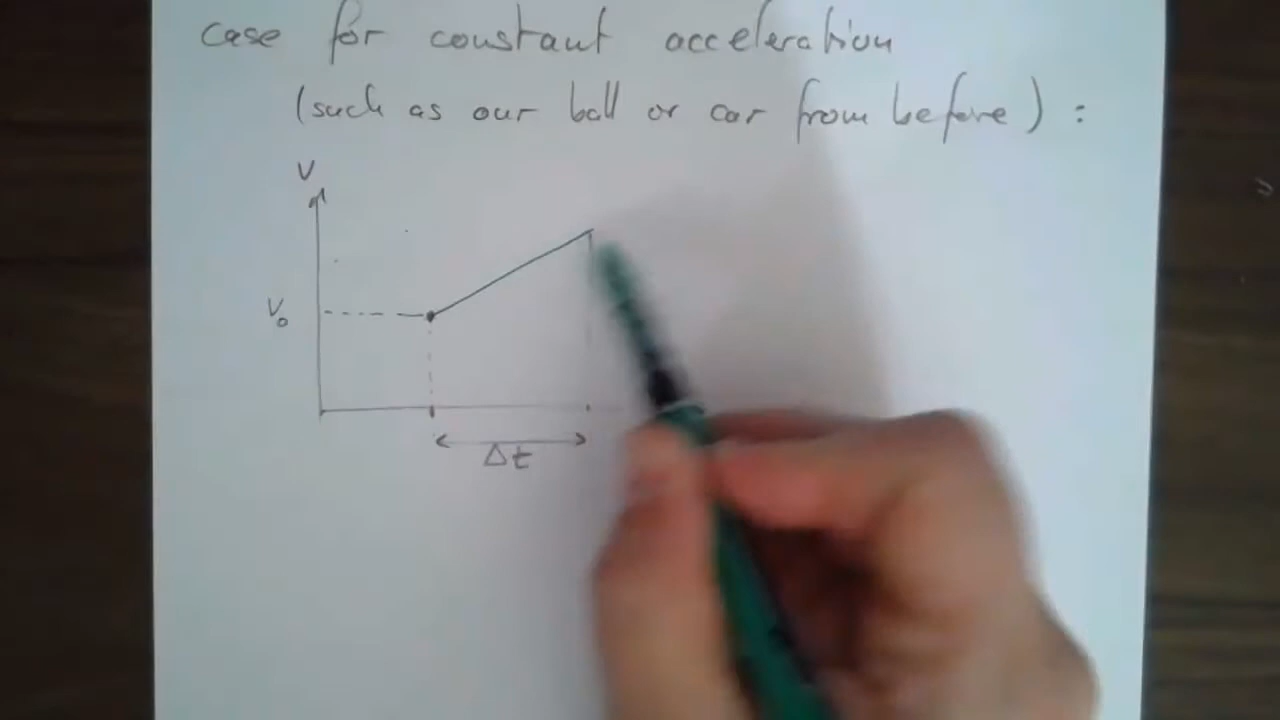 case for constant acceleration
(such as our ball or car from before) :
V
V₀
Δt